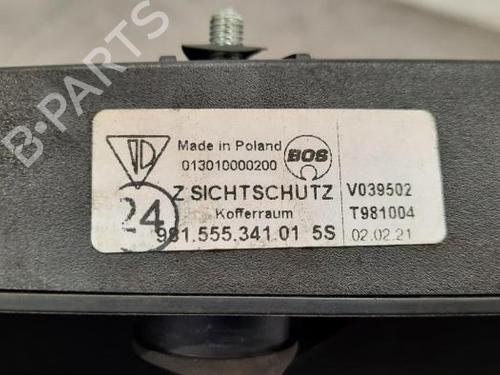 B-PARTS
Made in Poland
013010000200
BOS
Z SICHTSCHUTZ
Kofferraum
24
981.555.341.01 5S
V039502
T981004
02.02.21